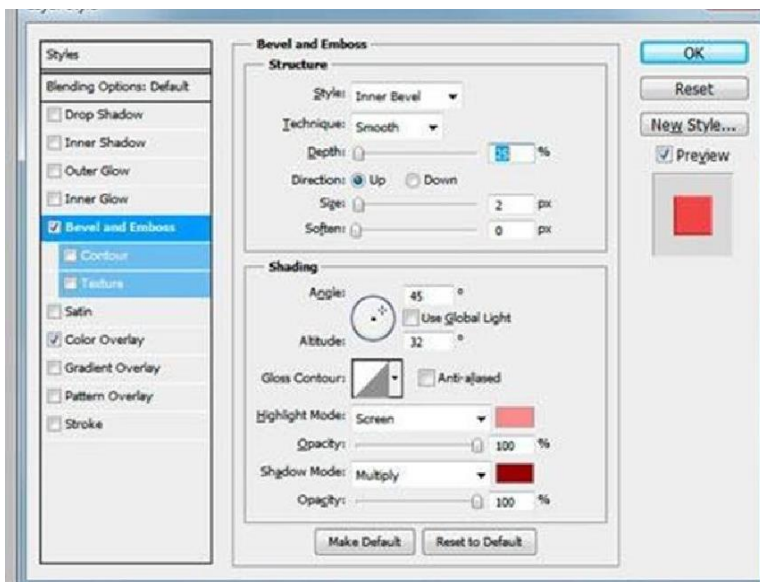 Styles
Blending Options: Default
Drop Shadow
Inner Shadow
Outer Glow
Inner Glow
Bevel and Emboss
Contour
Texture
Satin
Color Overlay
Gradient Overlay
Pattern Overlay
Stroke
Bevel and Emboss
Structure
Style: Inner Bevel
Technique: Smooth
Depth: 25 %
Direction: Up Down
Size: 2 px
Soften: 0 px
Shading
Angle: 45 °
Use Global Light
Altitude: 32 °
Gloss Contour: Anti-aliased
Highlight Mode: Screen
Opacity: 100 %
Shadow Mode: Multiply
Opacity: 100 %
Make Default Reset to Default
OK
Reset
New Style...
Preview